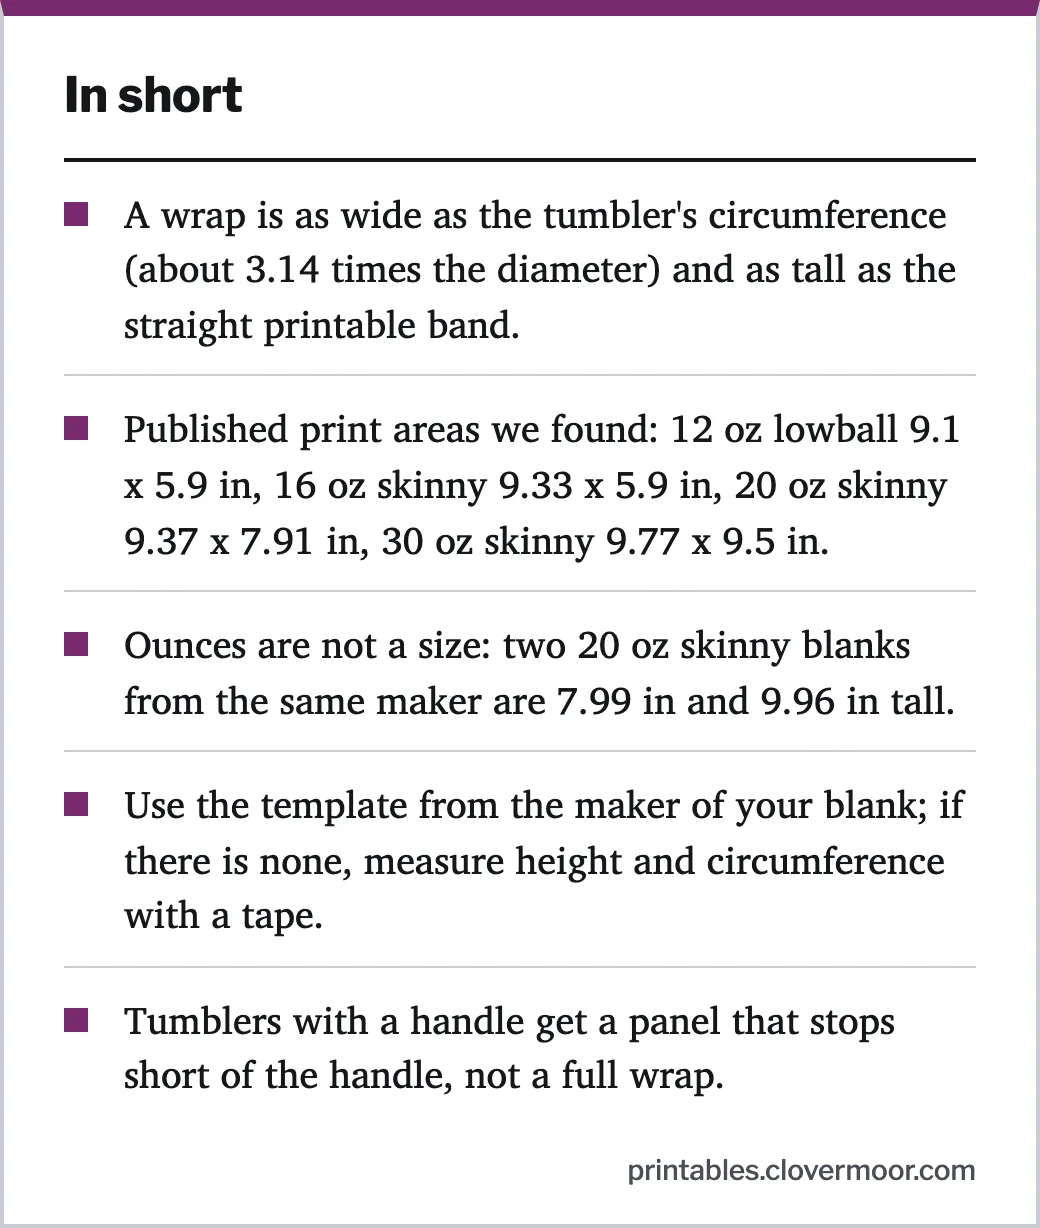 In short
A wrap is as wide as the tumbler's circumference
(about 3.14 times the diameter) and as tall as the
straight printable band.
Published print areas we found: 12 oz lowball 9.1
x 5.9 in, 16 oz skinny 9.33 x 5.9 in, 20 oz skinny
9.37 x 7.91 in, 30 oz skinny 9.77 x 9.5 in.
Ounces are not a size: two 20 oz skinny blanks
from the same maker are 7.99 in and 9.96 in tall.
Use the template from the maker of your blank; if
there is none, measure height and circumference
with a tape.
Tumblers with a handle get a panel that stops
short of the handle, not a full wrap.
printables.clovermoor.com